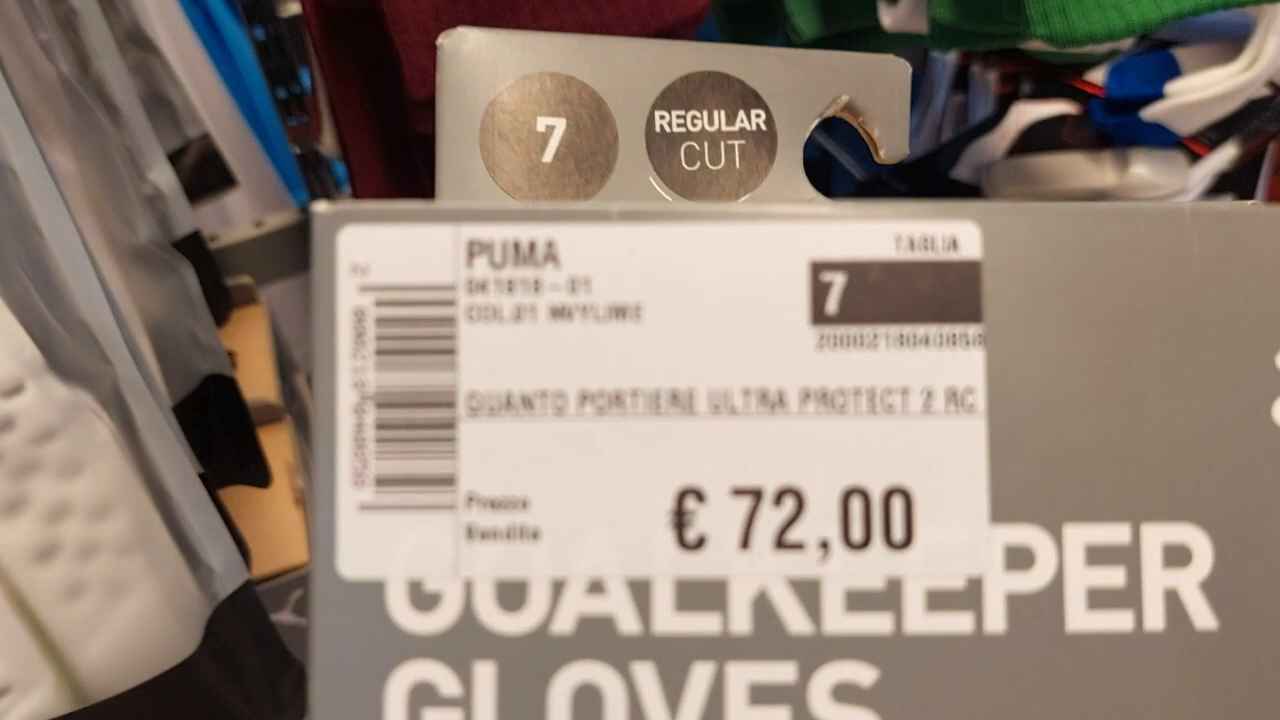 7
REGULAR
CUT
PUMA
TAGLIA
7
GUANTO PORTIERE ULTRA PROTECT 2 RC
Prezzo
Vendita
€ 72,00
GOALKEEPER
GLOVES